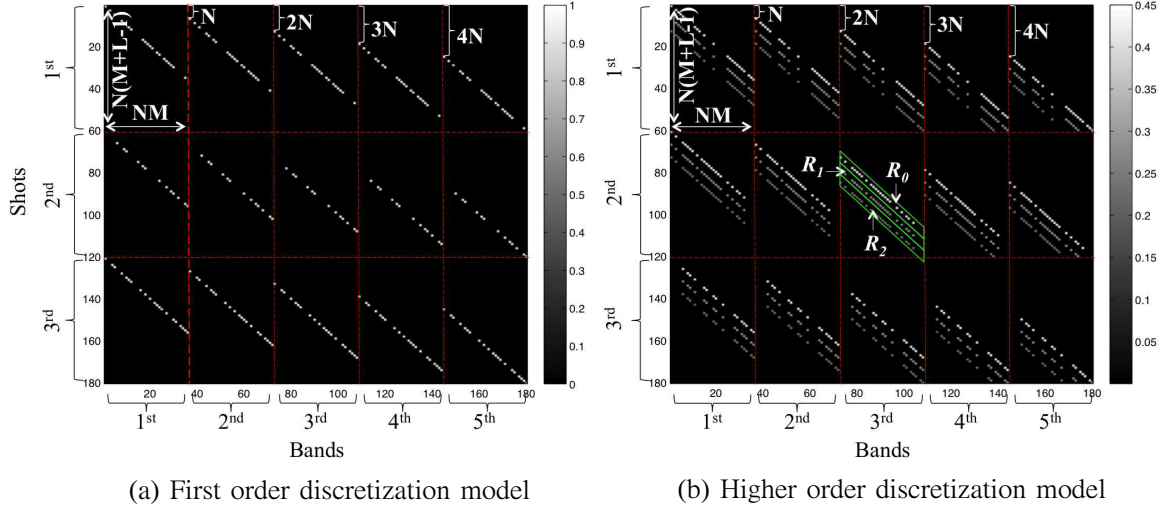 N
2N
3N
4N
N(M+L-1)
NM
20
40
60
80
100
120
140
160
180
1st
2nd
3rd
Shots
20 40 60 80 100 120 140 160 180
1st 2nd 3rd 4th 5th
Bands
1
0.9
0.8
0.7
0.6
0.5
0.4
0.3
0.2
0.1
0
(a) First order discretization model
N
2N
3N
4N
N(M+L-1)
NM
R1
R0
R2
20
40
60
80
100
120
140
160
180
1st
2nd
3rd
20 40 60 80 100 120 140 160 180
1st 2nd 3rd 4th 5th
Bands
0.45
0.4
0.35
0.3
0.25
0.2
0.15
0.1
0.05
(b) Higher order discretization model